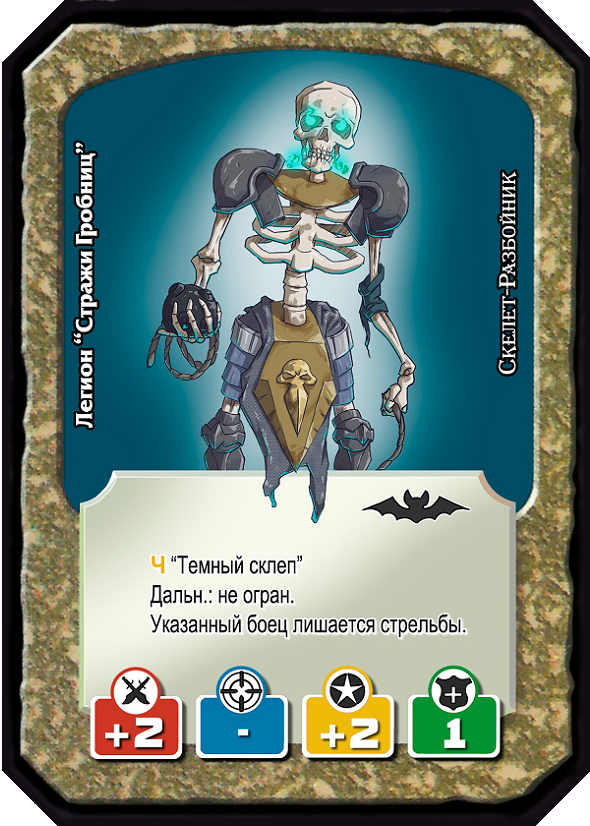 Легион “Стражи Гробниц”
Скелет-Разбойник
Ч “Темный склеп”
Дальн.: не огран.
Указанный боец лишается стрельбы.
+2 - +2 1